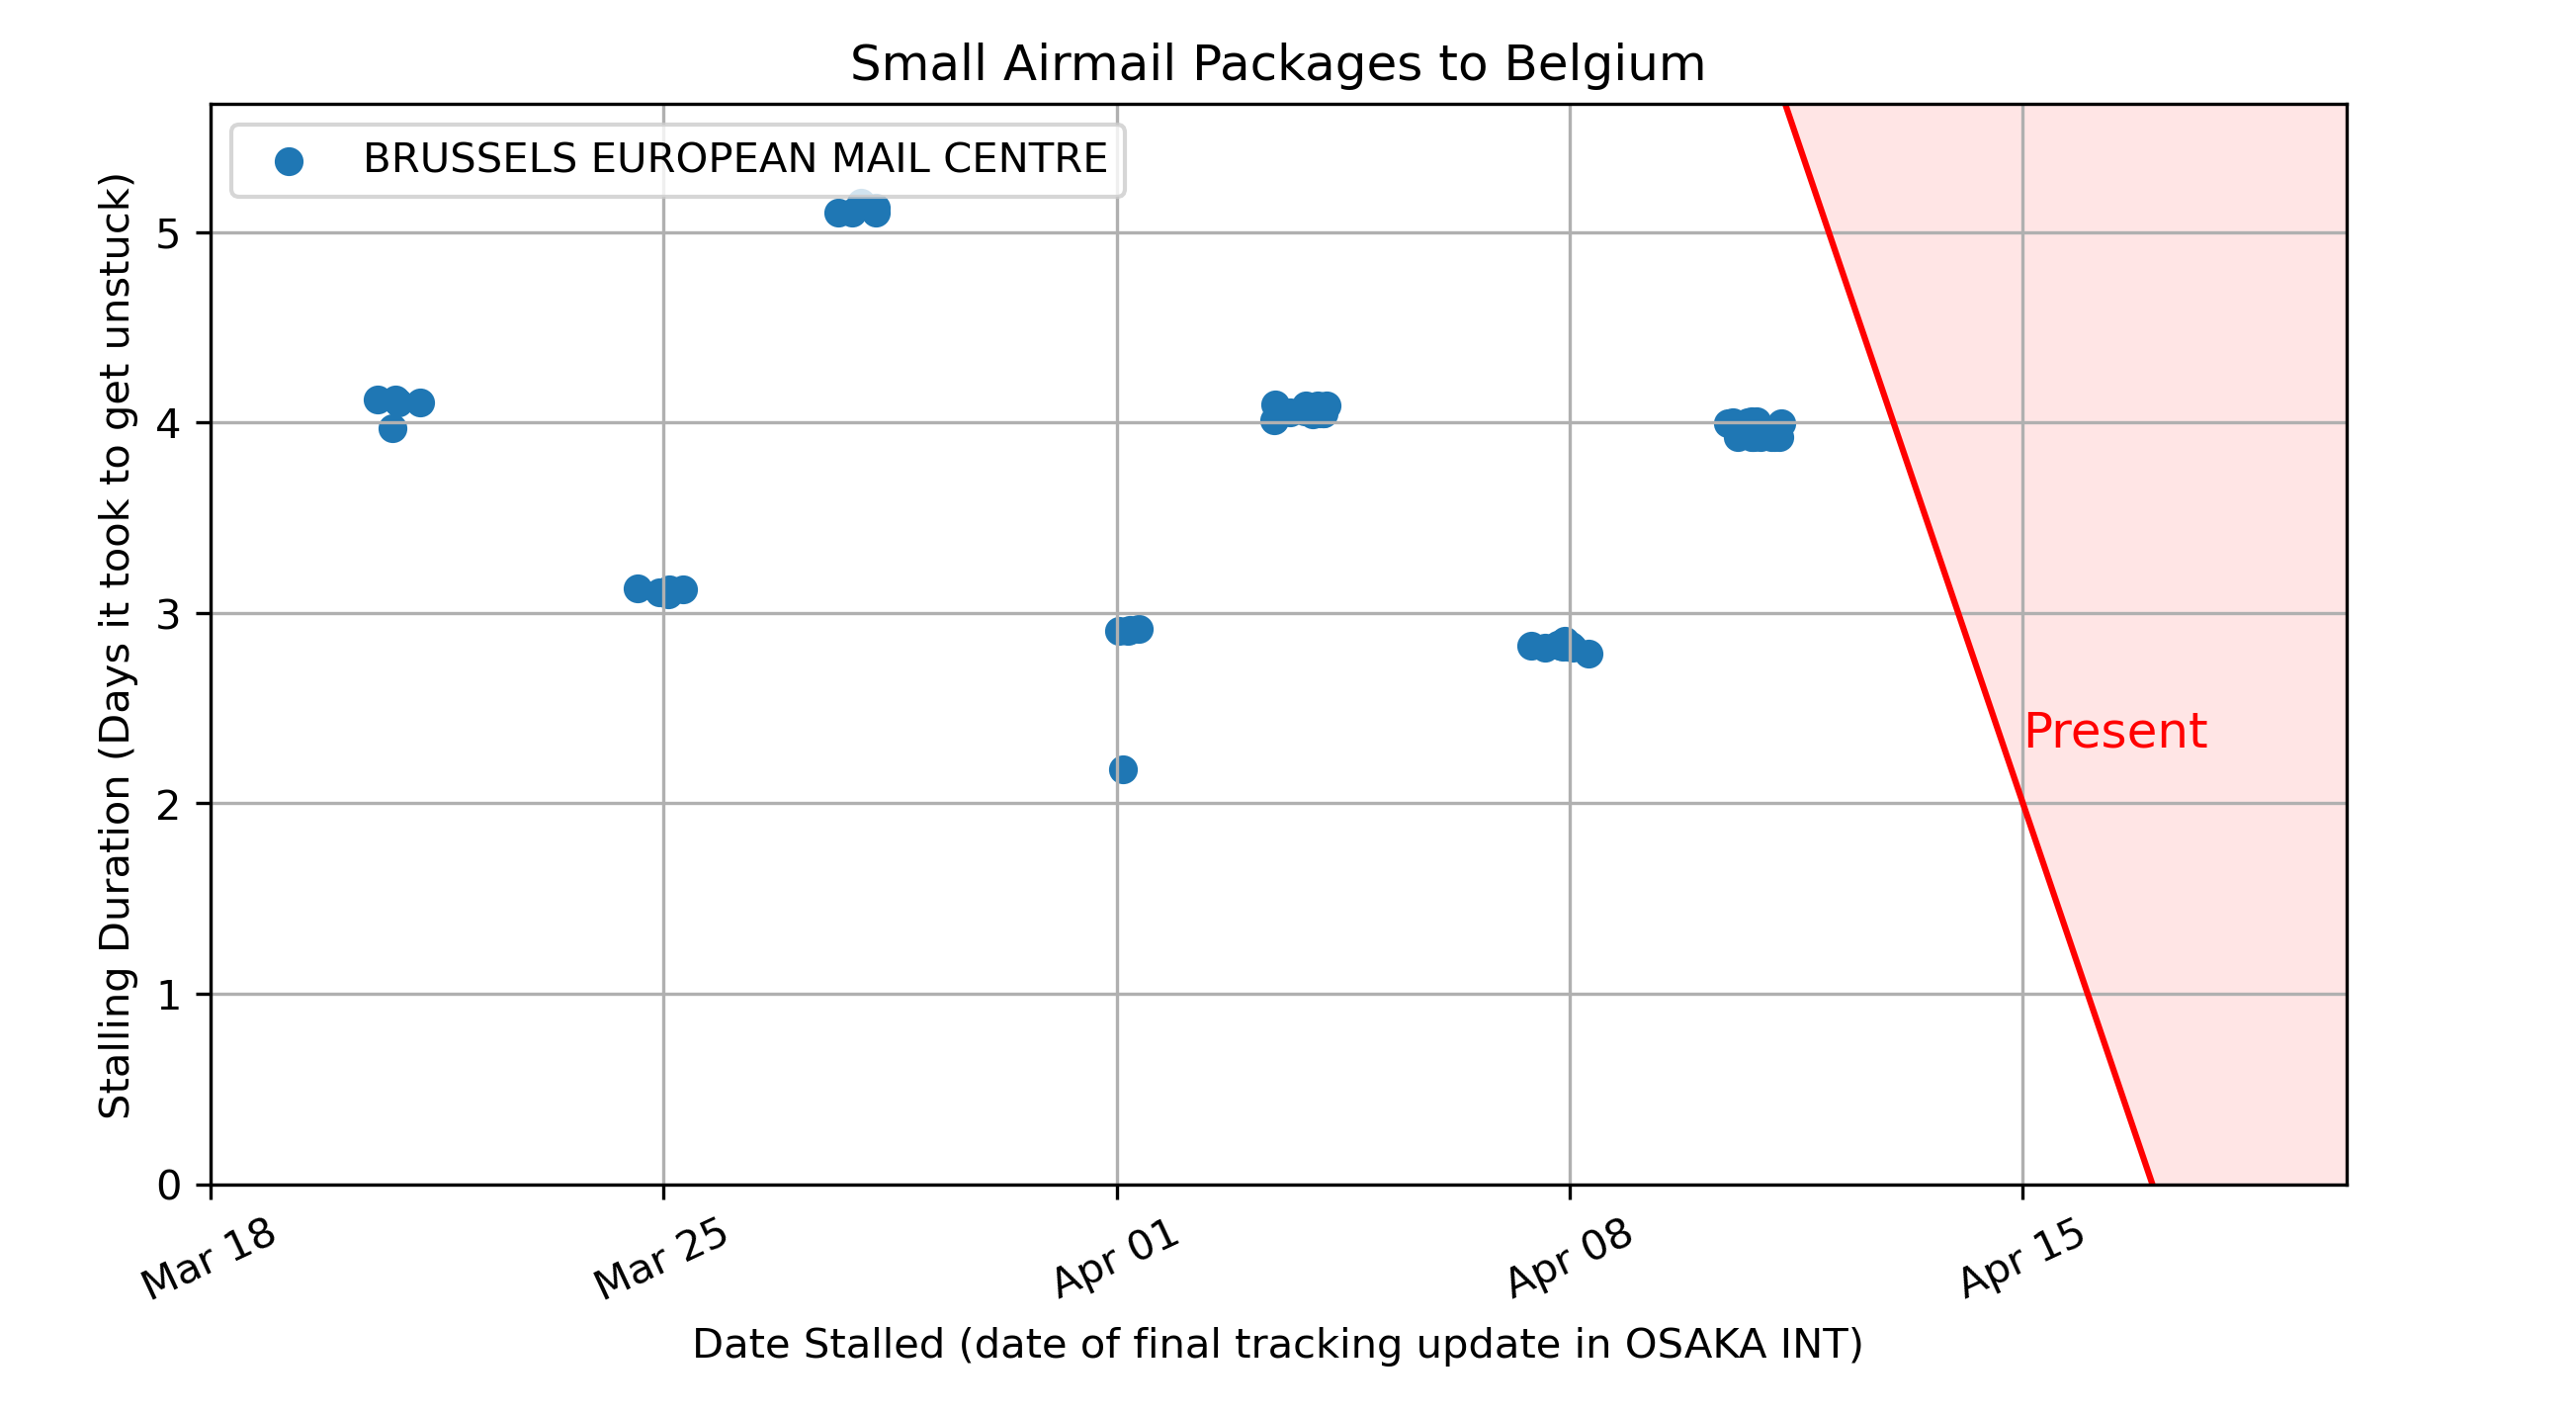 Small Airmail Packages to Belgium
BRUSSELS EUROPEAN MAIL CENTRE
Stalling Duration (Days it took to get unstuck)
5
4
3
2
1
0
Present
Mar 18
Mar 25
Apr 01
Apr 08
Apr 15
Date Stalled (date of final tracking update in OSAKA INT)